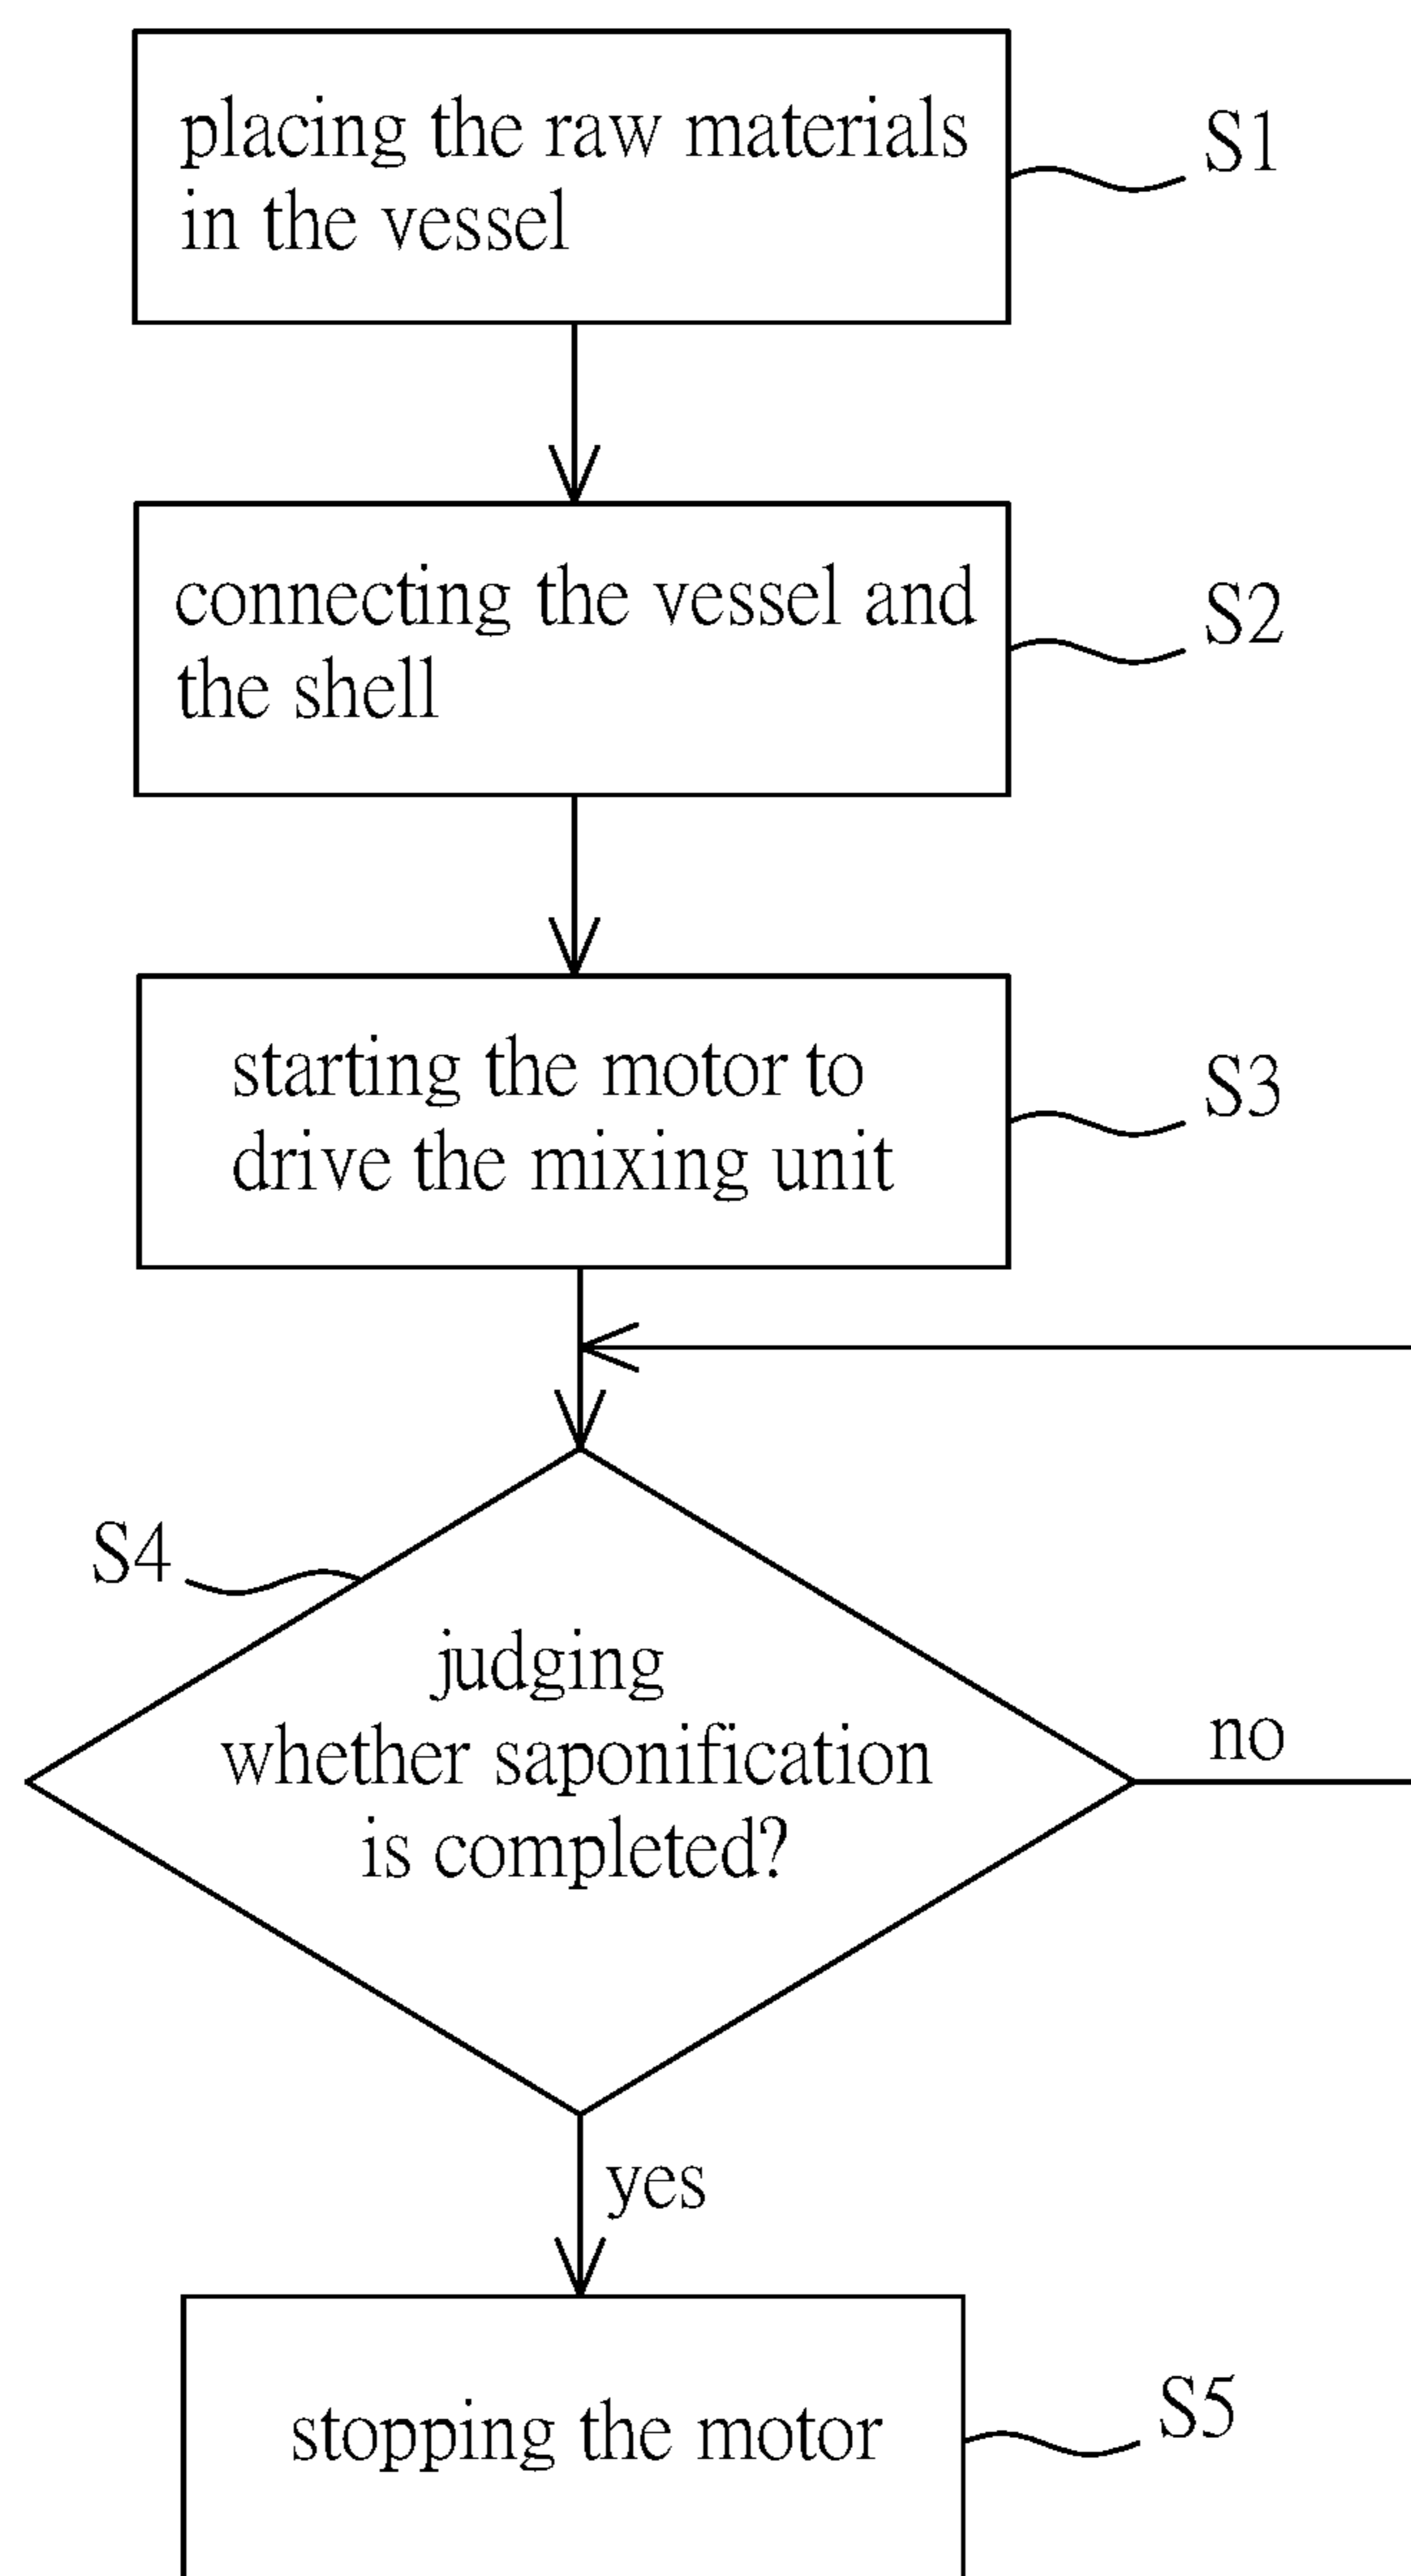 placing the raw materials
in the vessel
S1
connecting the vessel and
the shell
S2
starting the motor to
drive the mixing unit
S3
S4
judging
whether saponification
is completed?
no
yes
stopping the motor
S5